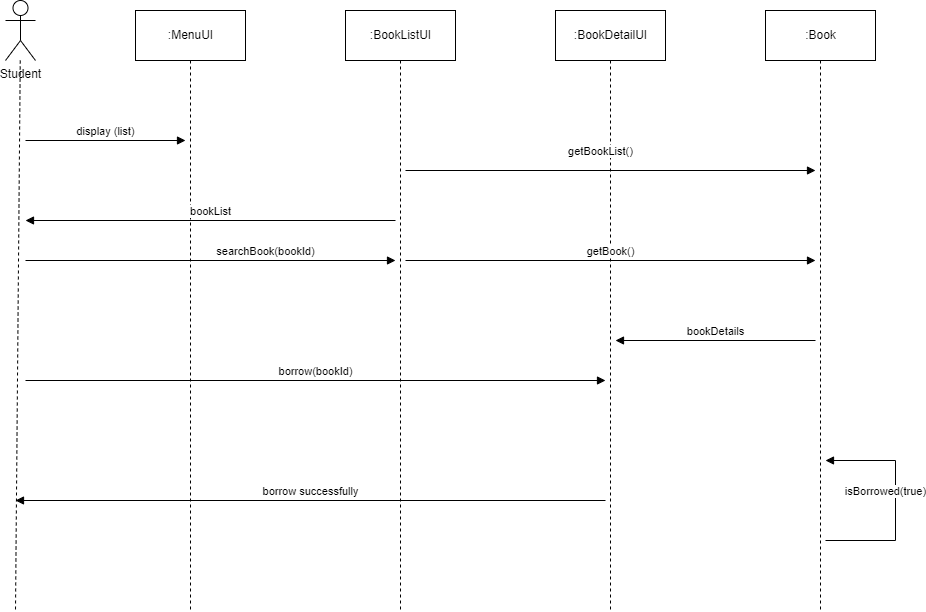 :MenuUI
:BookListUI
:BookDetailUI
:Book
Student
display (list)
getBookList()
bookList
searchBook(bookId)
getBook()
bookDetails
borrow(bookId)
borrow successfully
isBorrowed(true)